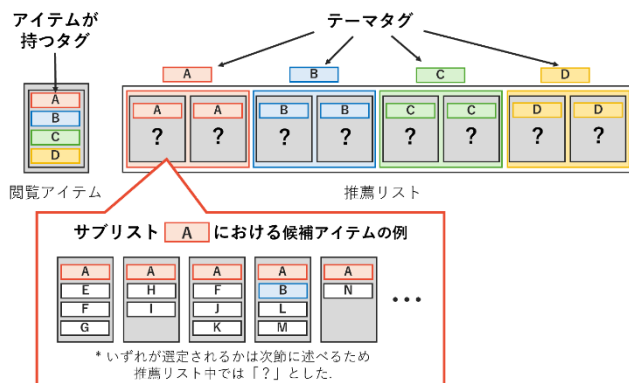 アイテムが
持つタグ
テーマタグ
A
B
C
D
A
B
C
D
A A B B C C D D
? ? ? ? ? ? ? ?
閲覧アイテム
推薦リスト
サブリスト A における候補アイテムの例
A A A A A
E H F B N
F I J L
G K M
...
* いずれが選定されるかは次節に述べるため
推薦リスト中では「?」とした.